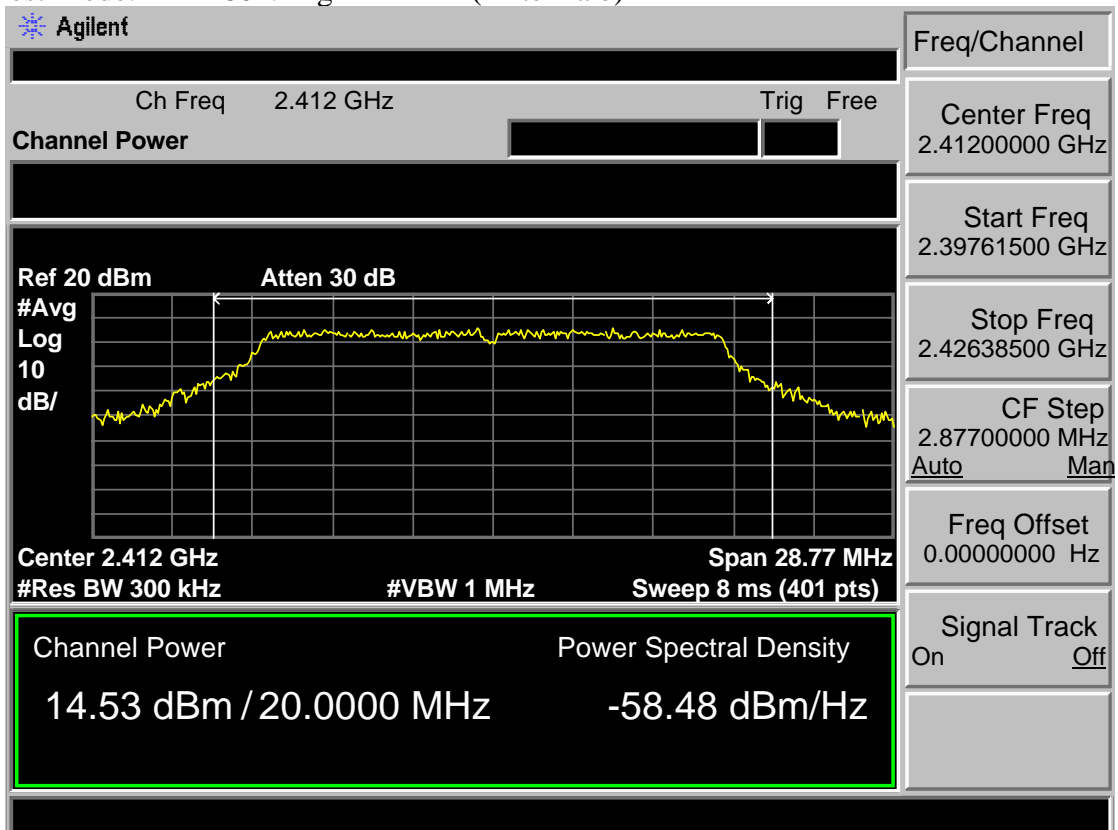 Agilent
Freq/Channel
Ch Freq 2.412 GHz Trig Free
Channel Power
Center Freq
2.41200000 GHz
Start Freq
2.39761500 GHz
Stop Freq
2.42638500 GHz
CF Step
2.87700000 MHz
Auto Man
Freq Offset
0.00000000 Hz
Signal Track
On Off
Ref 20 dBm Atten 30 dB
#Avg
Log
10
dB/
Center 2.412 GHz Span 28.77 MHz
#Res BW 300 kHz #VBW 1 MHz Sweep 8 ms (401 pts)
Channel Power Power Spectral Density
14.53 dBm / 20.0000 MHz -58.48 dBm/Hz